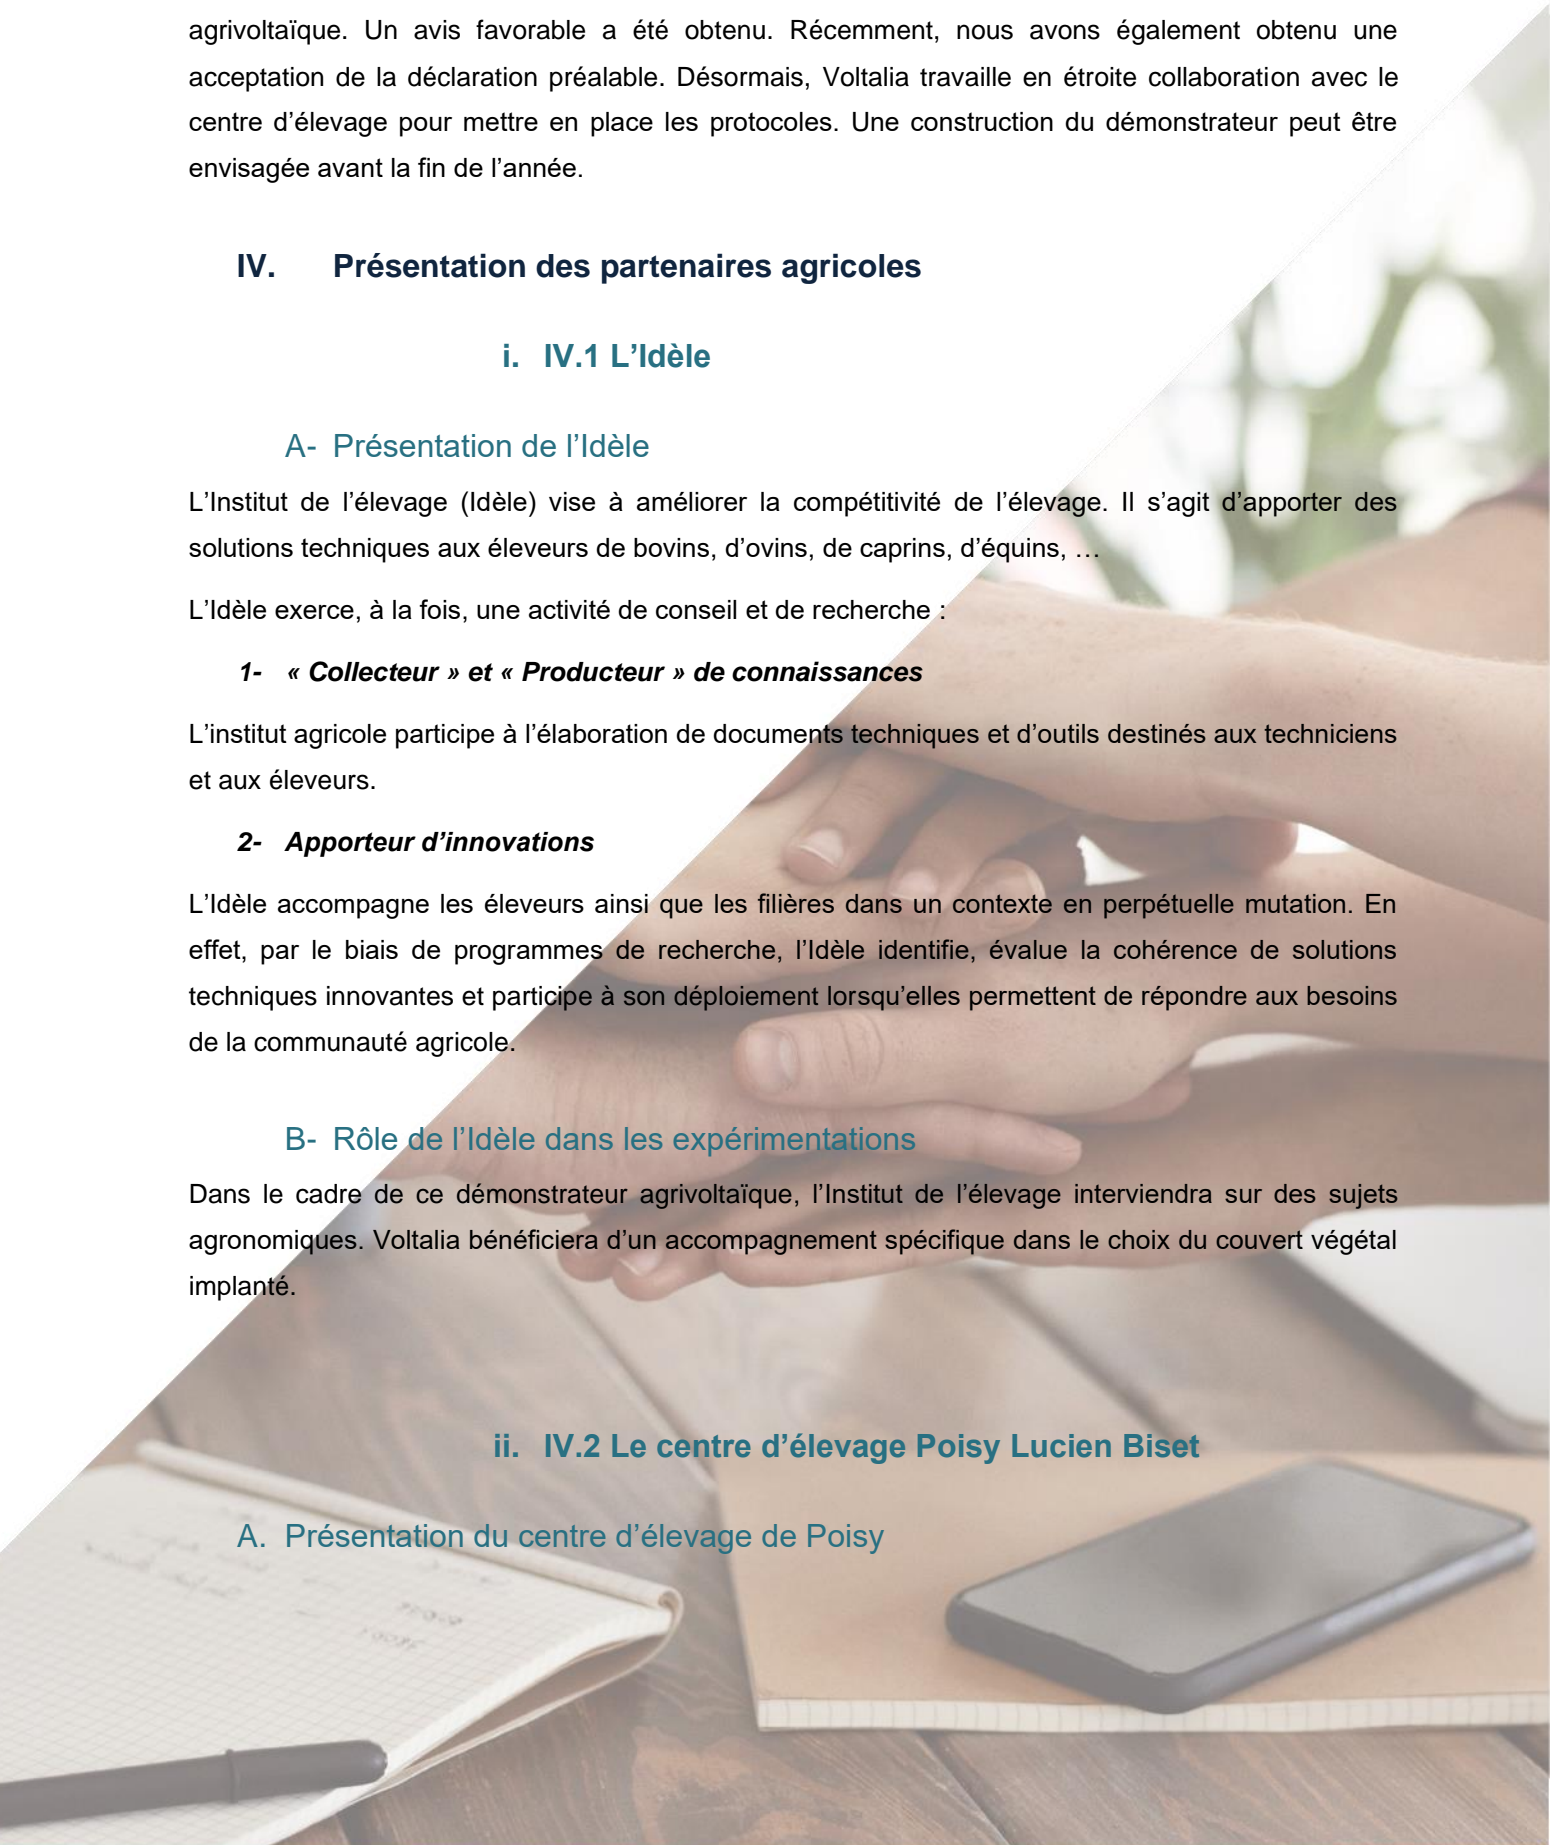 agrivoltaïque. Un avis favorable a été obtenu. Récemment, nous avons également obtenu une
acceptation de la déclaration préalable. Désormais, Voltalia travaille en étroite collaboration avec le
centre d’élevage pour mettre en place les protocoles. Une construction du démonstrateur peut être
envisagée avant la fin de l’année.
IV. Présentation des partenaires agricoles
i. IV.1 L’Idèle
A- Présentation de l’Idèle
L’Institut de l’élevage (Idèle) vise à améliorer la compétitivité de l’élevage. Il s’agit d’apporter des
solutions techniques aux éleveurs de bovins, d’ovins, de caprins, d’équins, …
L’Idèle exerce, à la fois, une activité de conseil et de recherche :
1- « Collecteur » et « Producteur » de connaissances
L’institut agricole participe à l’élaboration de documents techniques et d’outils destinés aux techniciens
et aux éleveurs.
2- Apporteur d’innovations
L’Idèle accompagne les éleveurs ainsi que les filières dans un contexte en perpétuelle mutation. En
effet, par le biais de programmes de recherche, l’Idèle identifie, évalue la cohérence de solutions
techniques innovantes et participe à son déploiement lorsqu’elles permettent de répondre aux besoins
de la communauté agricole.
B- Rôle de l’Idèle dans les expérimentations
Dans le cadre de ce démonstrateur agrivoltaïque, l’Institut de l’élevage interviendra sur des sujets
agronomiques. Voltalia bénéficiera d’un accompagnement spécifique dans le choix du couvert végétal
implanté.
ii. IV.2 Le centre d’élevage Poisy Lucien Biset
A. Présentation du centre d’élevage de Poisy